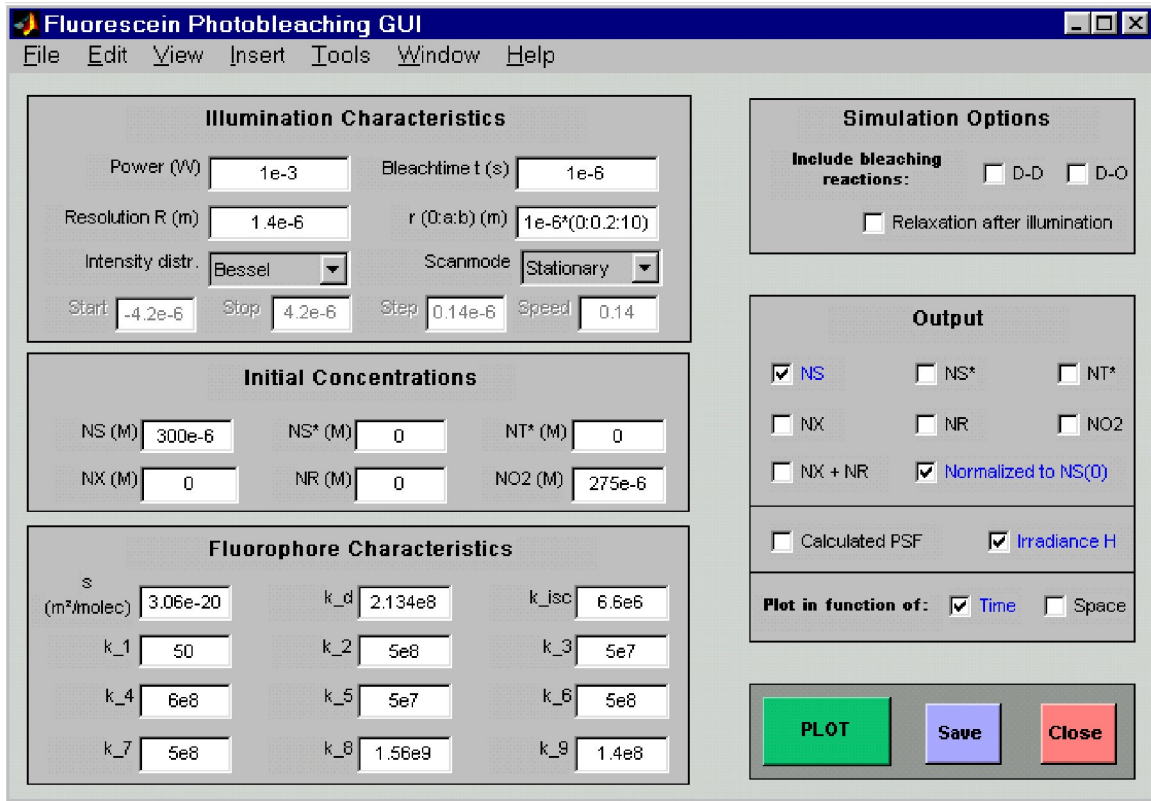 Fluorescein Photobleaching GUI
File Edit View Insert Tools Window Help
Illumination Characteristics
Power (W) 1e-3 Bleachtime t (s) 1e-6
Resolution R (m) 1.4e-6 r (0:a:b) (m) 1e-6*(0:0.2:10)
Intensity distr. Bessel Scanmode Stationary
Start -4.2e-6 Stop 4.2e-6 Step 0.14e-6 Speed 0.14
Initial Concentrations
NS (M) 300e-6 NS* (M) 0 NT* (M) 0
NX (M) 0 NR (M) 0 NO2 (M) 275e-6
Fluorophore Characteristics
s
(m²/molec) 3.06e-20 k_d 2.134e8 k_isc 6.6e6
k_1 50 k_2 5e8 k_3 5e7
k_4 6e8 k_5 5e7 k_6 5e8
k_7 5e8 k_8 1.56e9 k_9 1.4e8
Simulation Options
Include bleaching
reactions: D-D D-O
Relaxation after illumination
Output
NS NS* NT*
NX NR NO2
NX + NR Normalized to NS(0)
Calculated PSF Irradiance H
Plot in function of: Time Space
PLOT Save Close